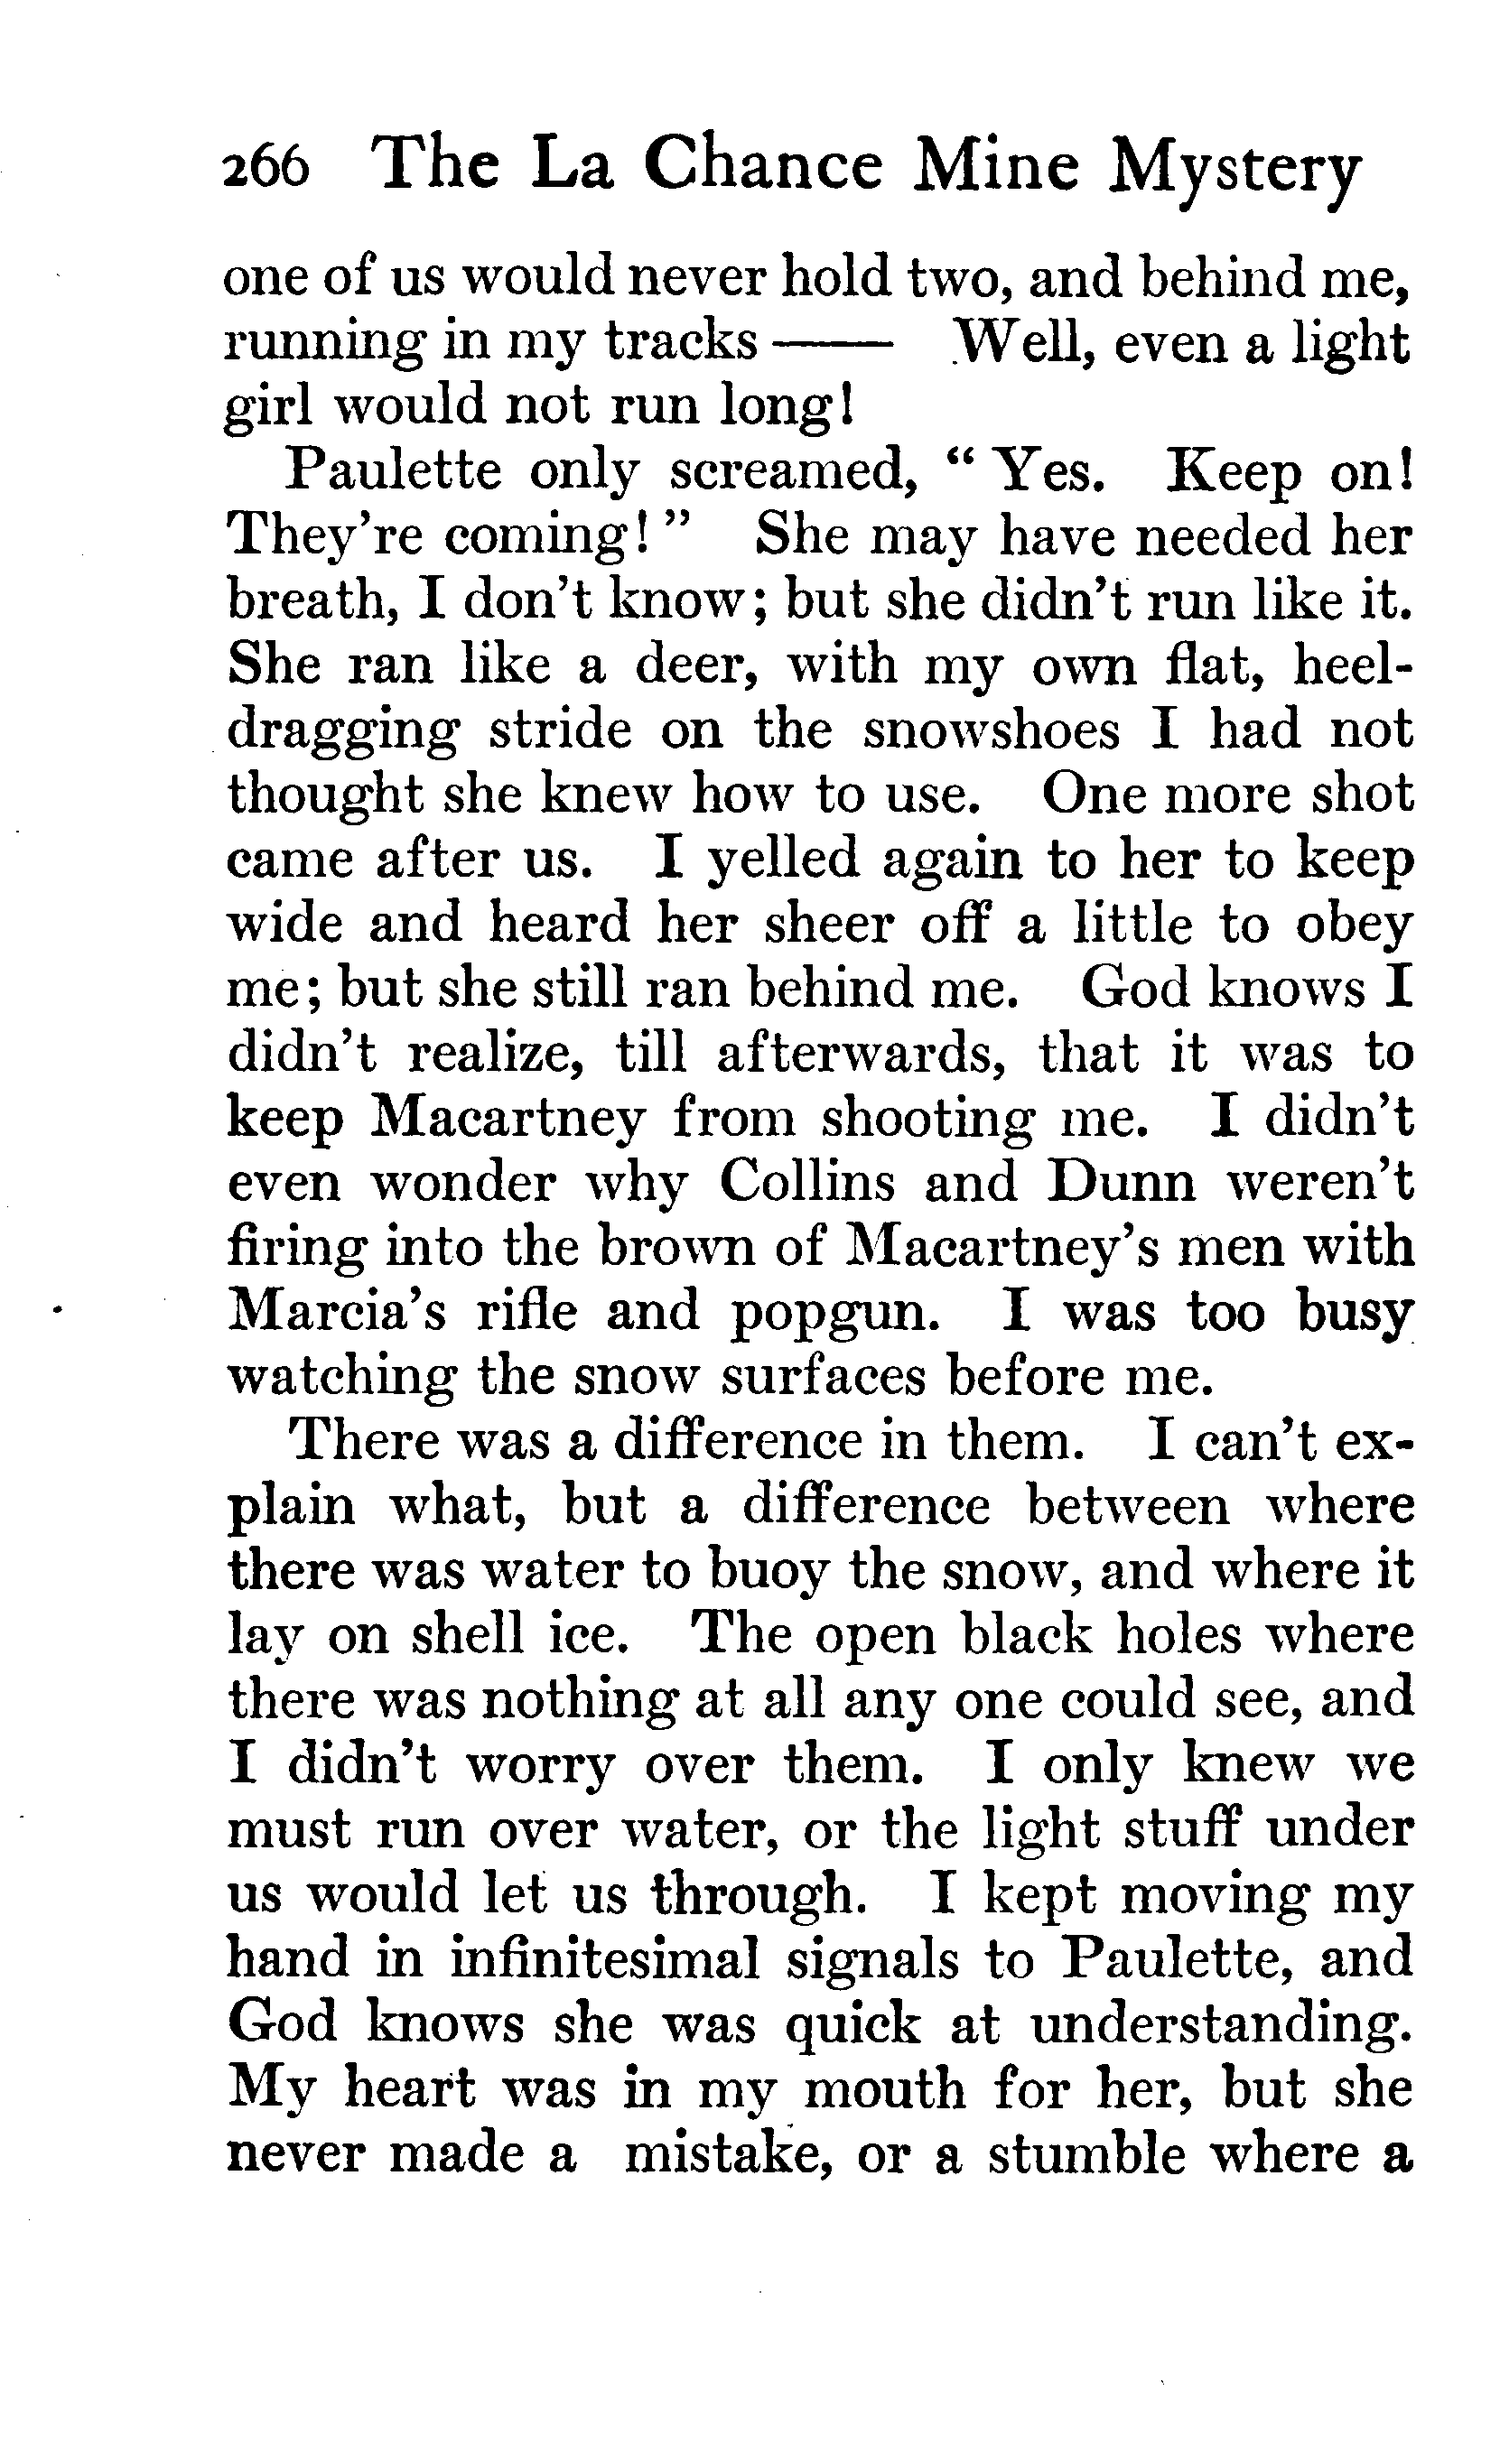 266 The La Chance Mine Mystery
one of us would never hold two, and behind me,
running in my tracks —— Well, even a light
girl would not run long!
Paulette only screamed, “ Yes. Keep on!
They're coming! ” She may have needed her
breath, I don't know; but she didn't run like it.
She ran like a deer, with my own flat, heel-
dragging stride on the snowshoes I had not
thought she knew how to use. One more shot
came after us. I yelled again to her to keep
wide and heard her sheer off a little to obey
me; but she still ran behind me. God knows I
didn't realize, till afterwards, that it was to
keep Macartney from shooting me. I didn't
even wonder why Collins and Dunn weren't
firing into the brown of Macartney's men with
Marcia's rifle and popgun. I was too busy
watching the snow surfaces before me.
There was a difference in them. I can't ex-
plain what, but a difference between where
there was water to buoy the snow, and where it
lay on shell ice. The open black holes where
there was nothing at all any one could see, and
I didn't worry over them. I only knew we
must run over water, or the light stuff under
us would let us through. I kept moving my
hand in infinitesimal signals to Paulette, and
God knows she was quick at understanding.
My heart was in my mouth for her, but she
never made a mistake, or a stumble where a